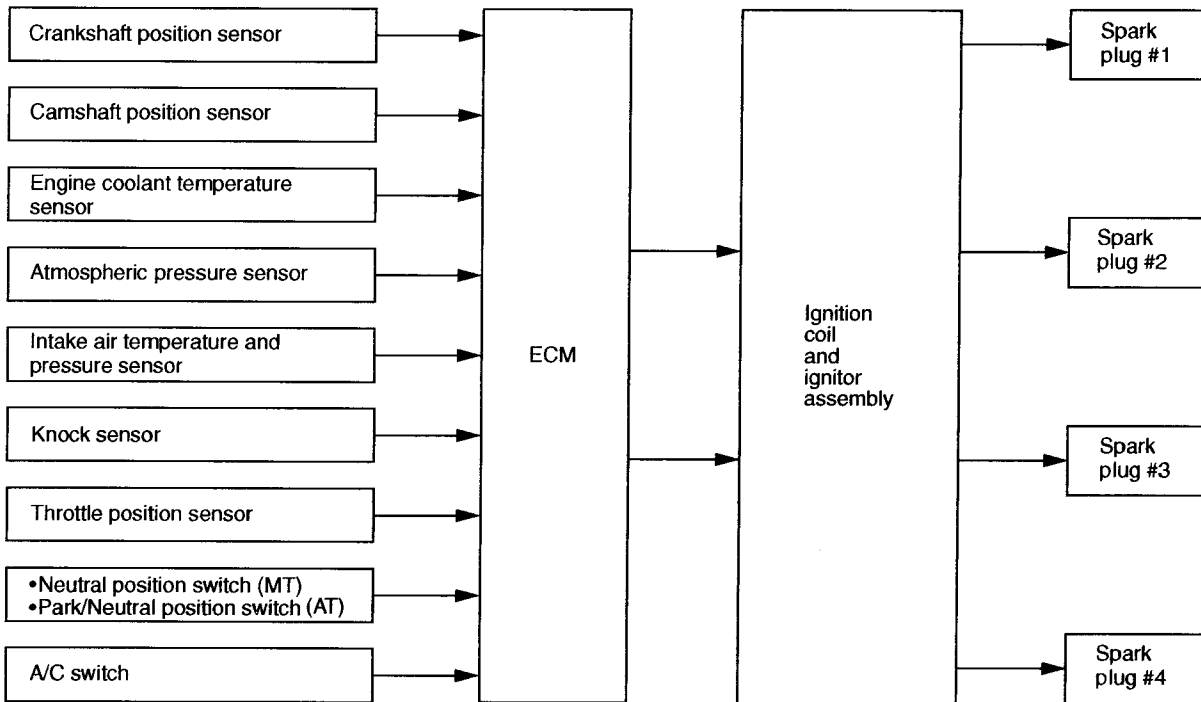 Crankshaft position sensor
Camshaft position sensor
Engine coolant temperature
sensor
Atmospheric pressure sensor
Intake air temperature and
pressure sensor
Knock sensor
Throttle position sensor
•Neutral position switch (MT)
•Park/Neutral position switch (AT)
A/C switch
ECM
Ignition
coil
and
ignitor
assembly
Spark
plug #1
Spark
plug #2
Spark
plug #3
Spark
plug #4